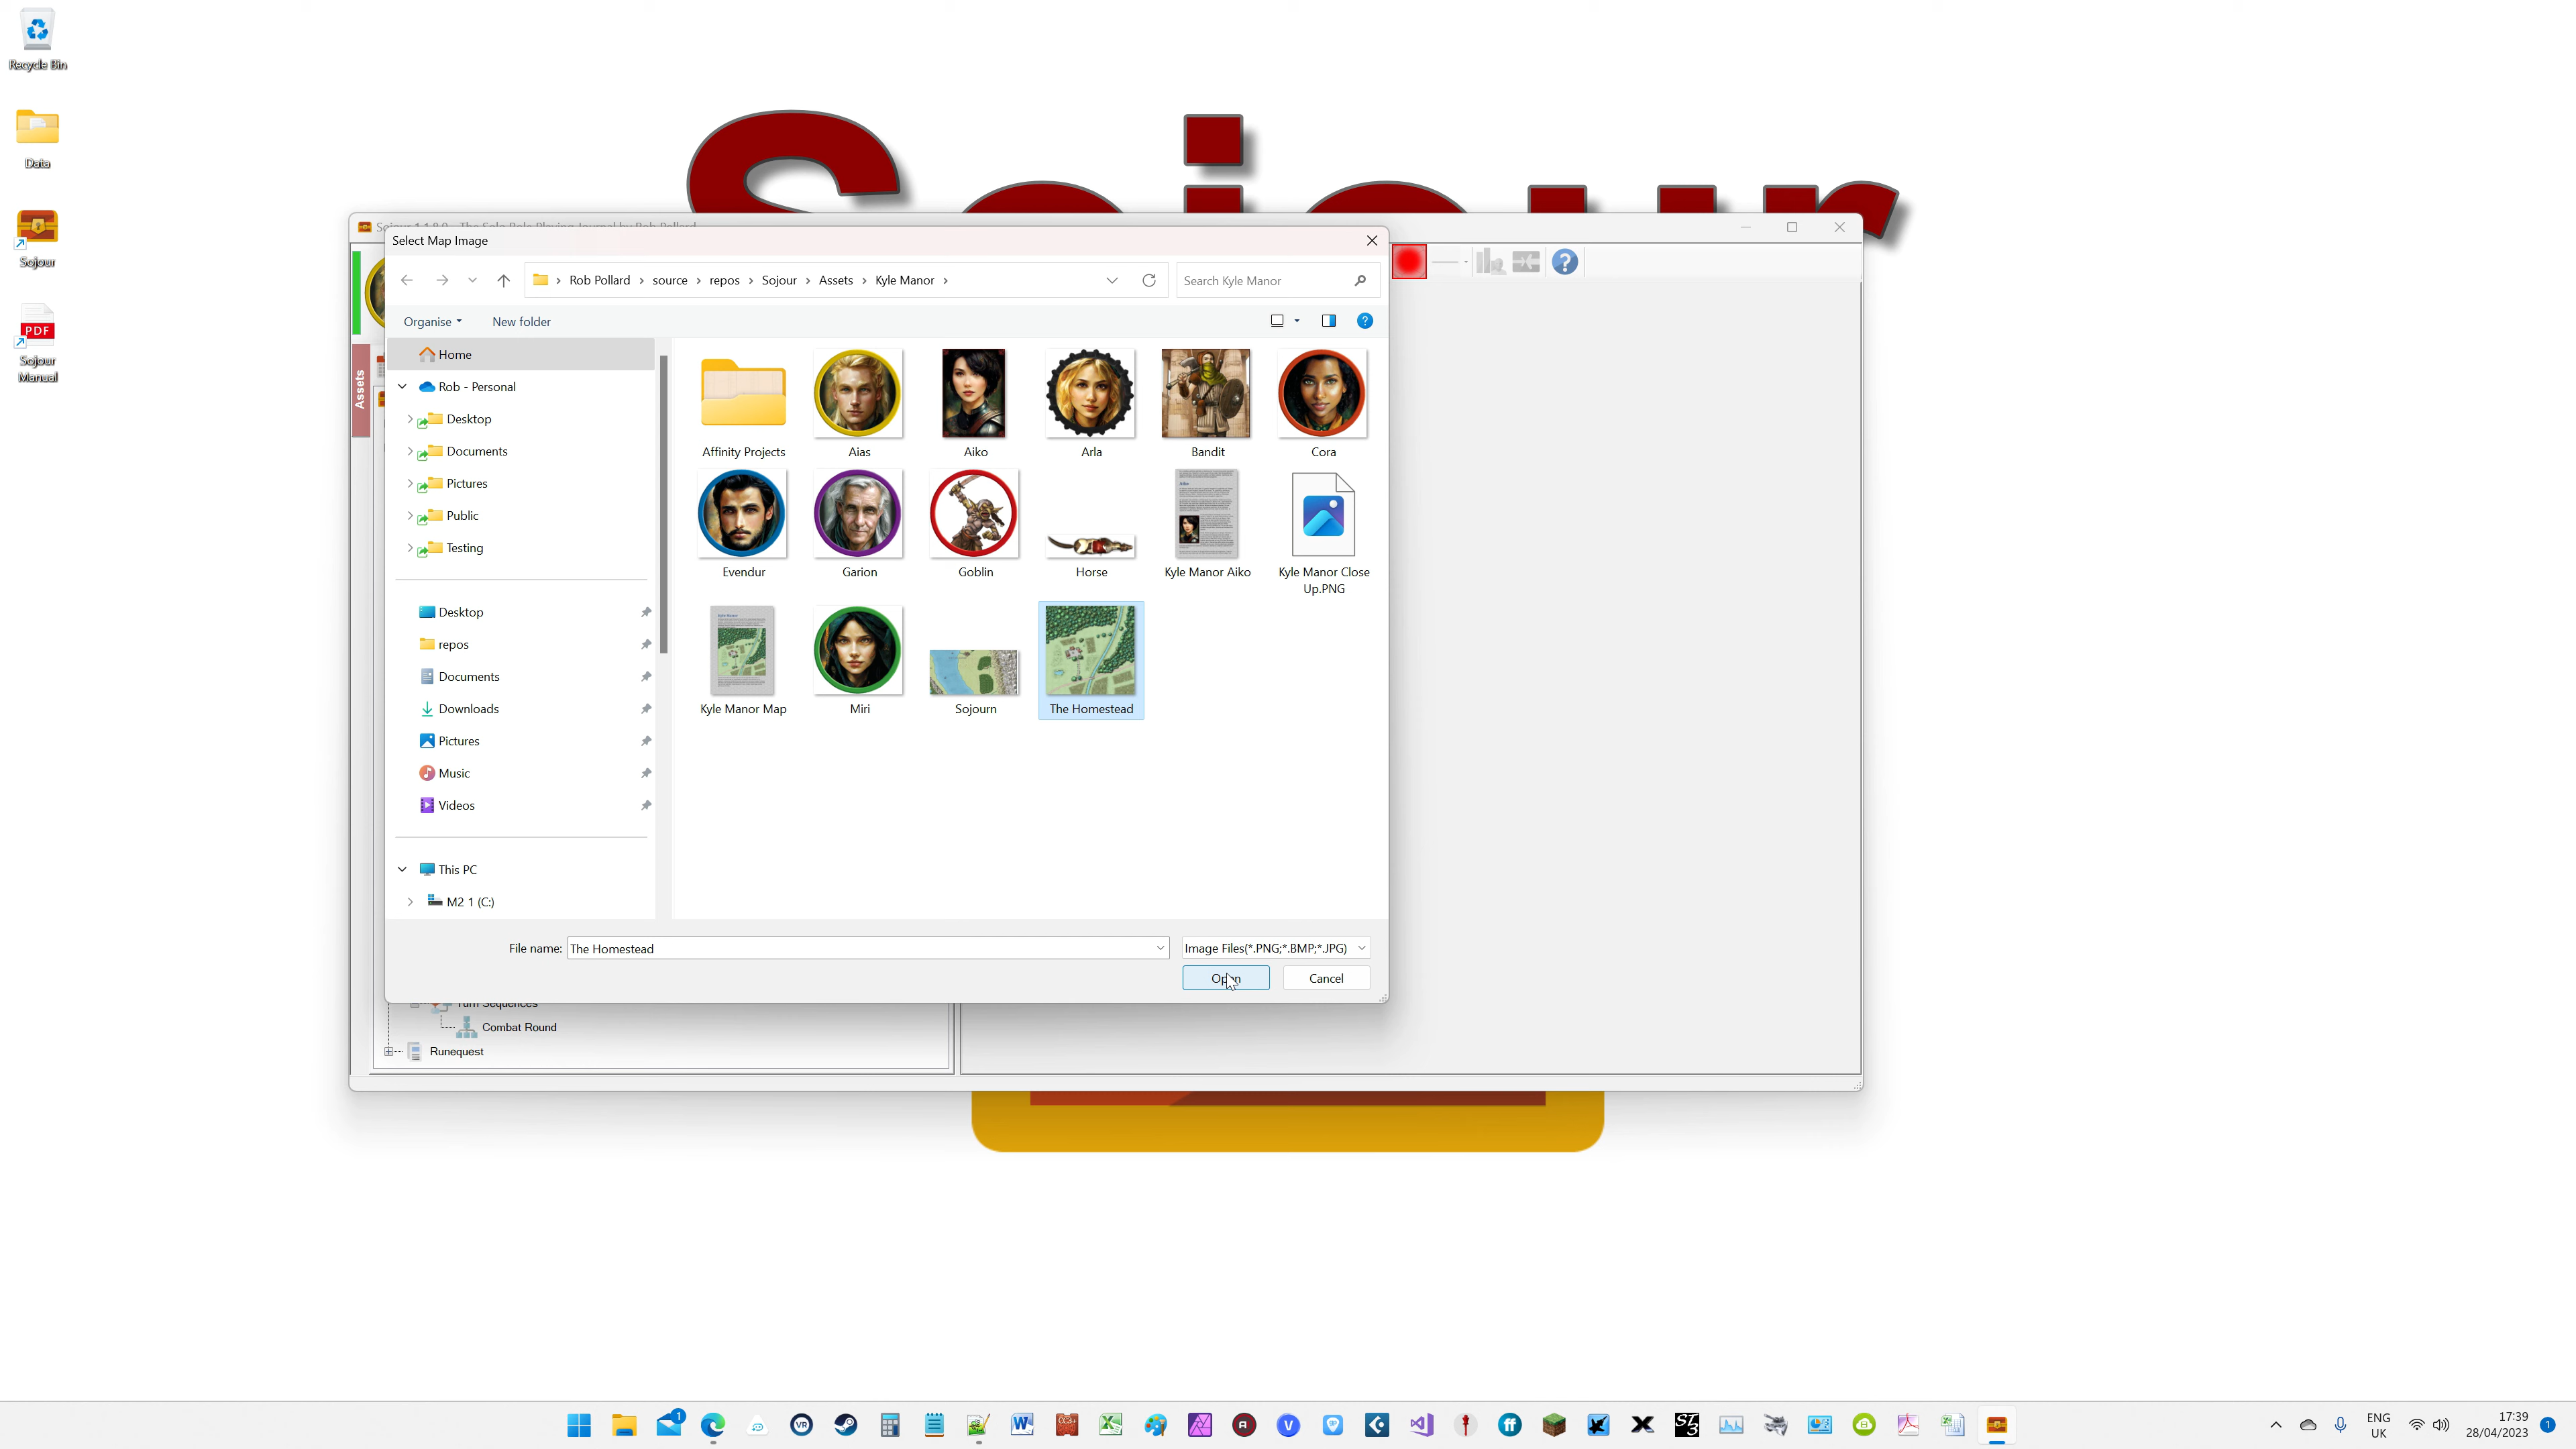 Recycle Bin
Data
Sojour
PDF
Sojour
Manual
Sojour
Select Map Image
Rob Pollard
source
repos
Sojour
Assets
Kyle Manor
Search Kyle Manor
Organise
New folder
Assets
Home
Rob - Personal
Desktop
Documents
Pictures
Public
Testing
Desktop
repos
Documents
Downloads
Pictures
Music
Videos
This PC
M2 1 (C:)
Affinity Projects
Aias
Aiko
Arla
Bandit
Cora
Evendur
Garion
Goblin
Horse
Kyle Manor Aiko
Kyle Manor Close
Up.PNG
Kyle Manor Map
Miri
Sojourn
The Homestead
File name: The Homestead
Image Files(*.PNG;*.BMP;*.JPG)
Open
Cancel
Turn Sequences
Combat Round
Runequest
ENG
UK
17:39
28/04/2023
1